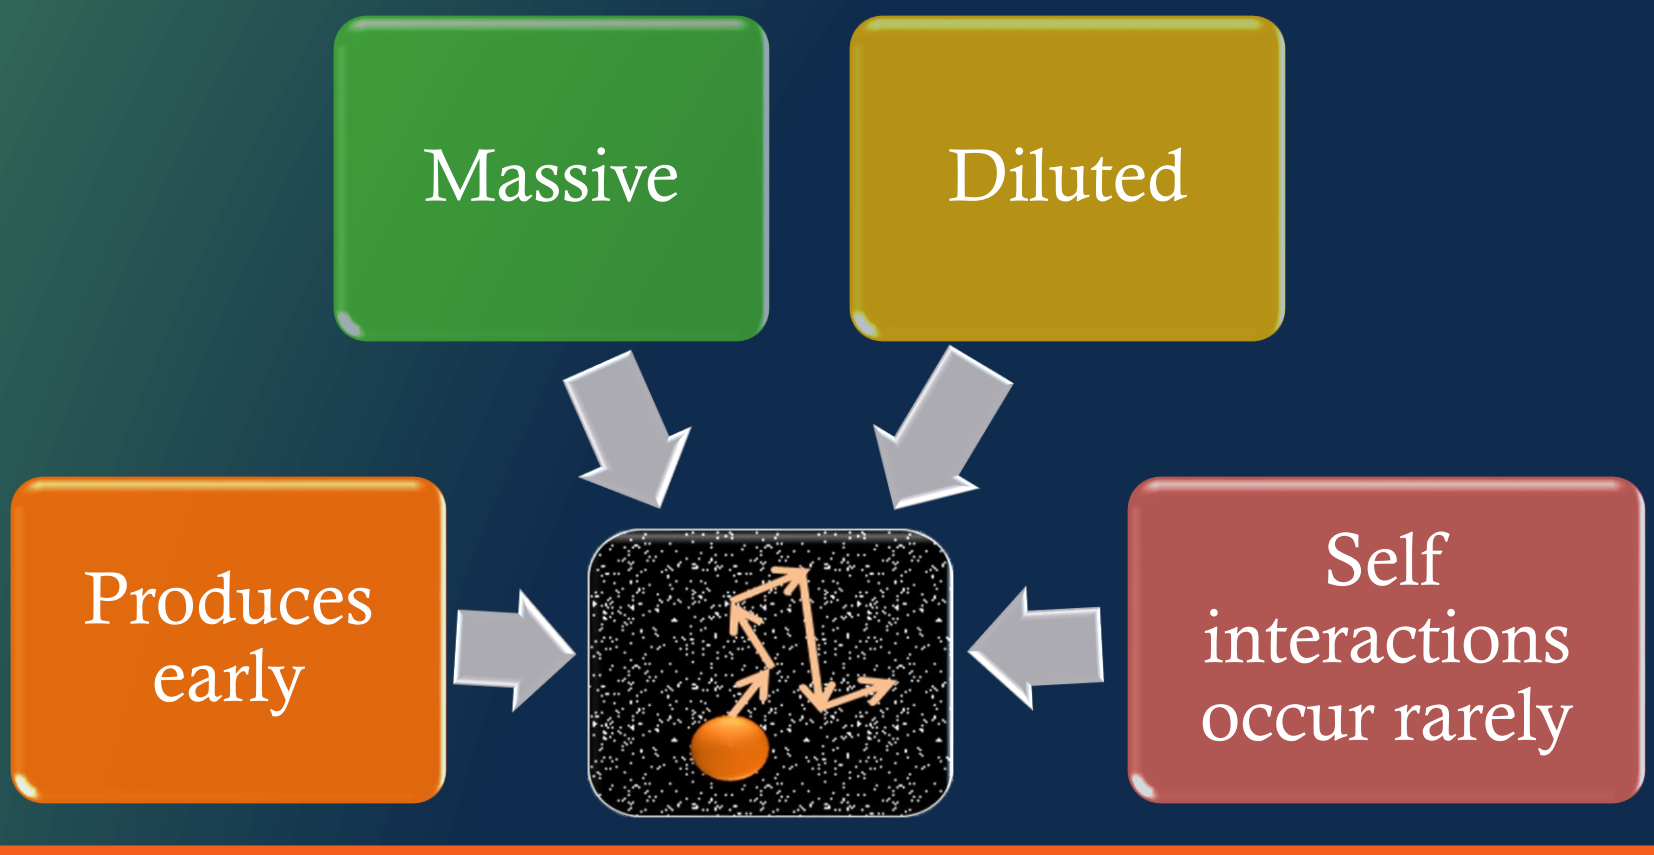 Massive
Diluted
Produces
early
Self
interactions
occur rarely